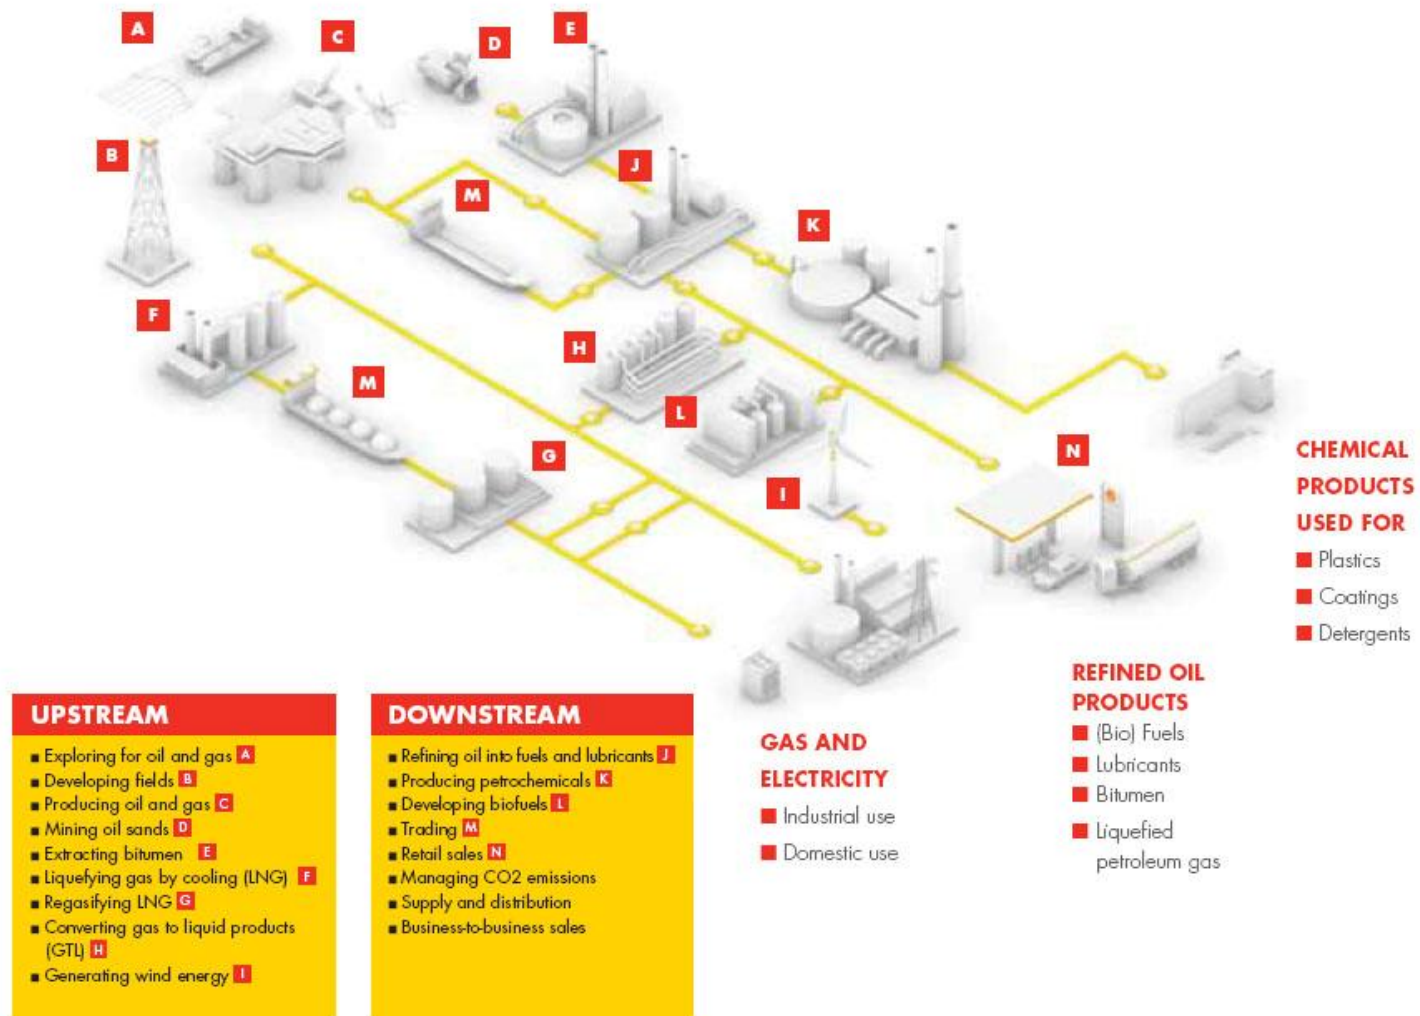 A
C
D
E
B
J
M
K
F
H
M
L
G
N
I
CHEMICAL
PRODUCTS
USED FOR
Plastics
Coatings
Detergents
REFINED OIL
PRODUCTS
(Bio) Fuels
Lubricants
Bitumen
Liquefied
petroleum gas
GAS AND
ELECTRICITY
Industrial use
Domestic use
UPSTREAM
Exploring for oil and gas A
Developing fields B
Producing oil and gas C
Mining oil sands D
Extracting bitumen E
Liquefying gas by cooling (LNG) F
Regasifying LNG G
Converting gas to liquid products
(GTL) H
Generating wind energy I
DOWNSTREAM
Refining oil into fuels and lubricants J
Producing petrochemicals K
Developing biofuels L
Trading M
Retail sales N
Managing CO2 emissions
Supply and distribution
Business-to-business sales